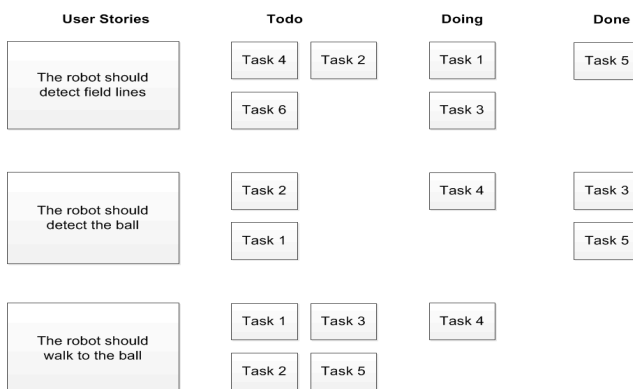 User Stories Todo Doing Done
The robot should
detect field lines
Task 4 Task 2 Task 1 Task 5
Task 6 Task 3
The robot should
detect the ball
Task 2 Task 4 Task 3
Task 1 Task 5
The robot should
walk to the ball
Task 1 Task 3 Task 4
Task 2 Task 5